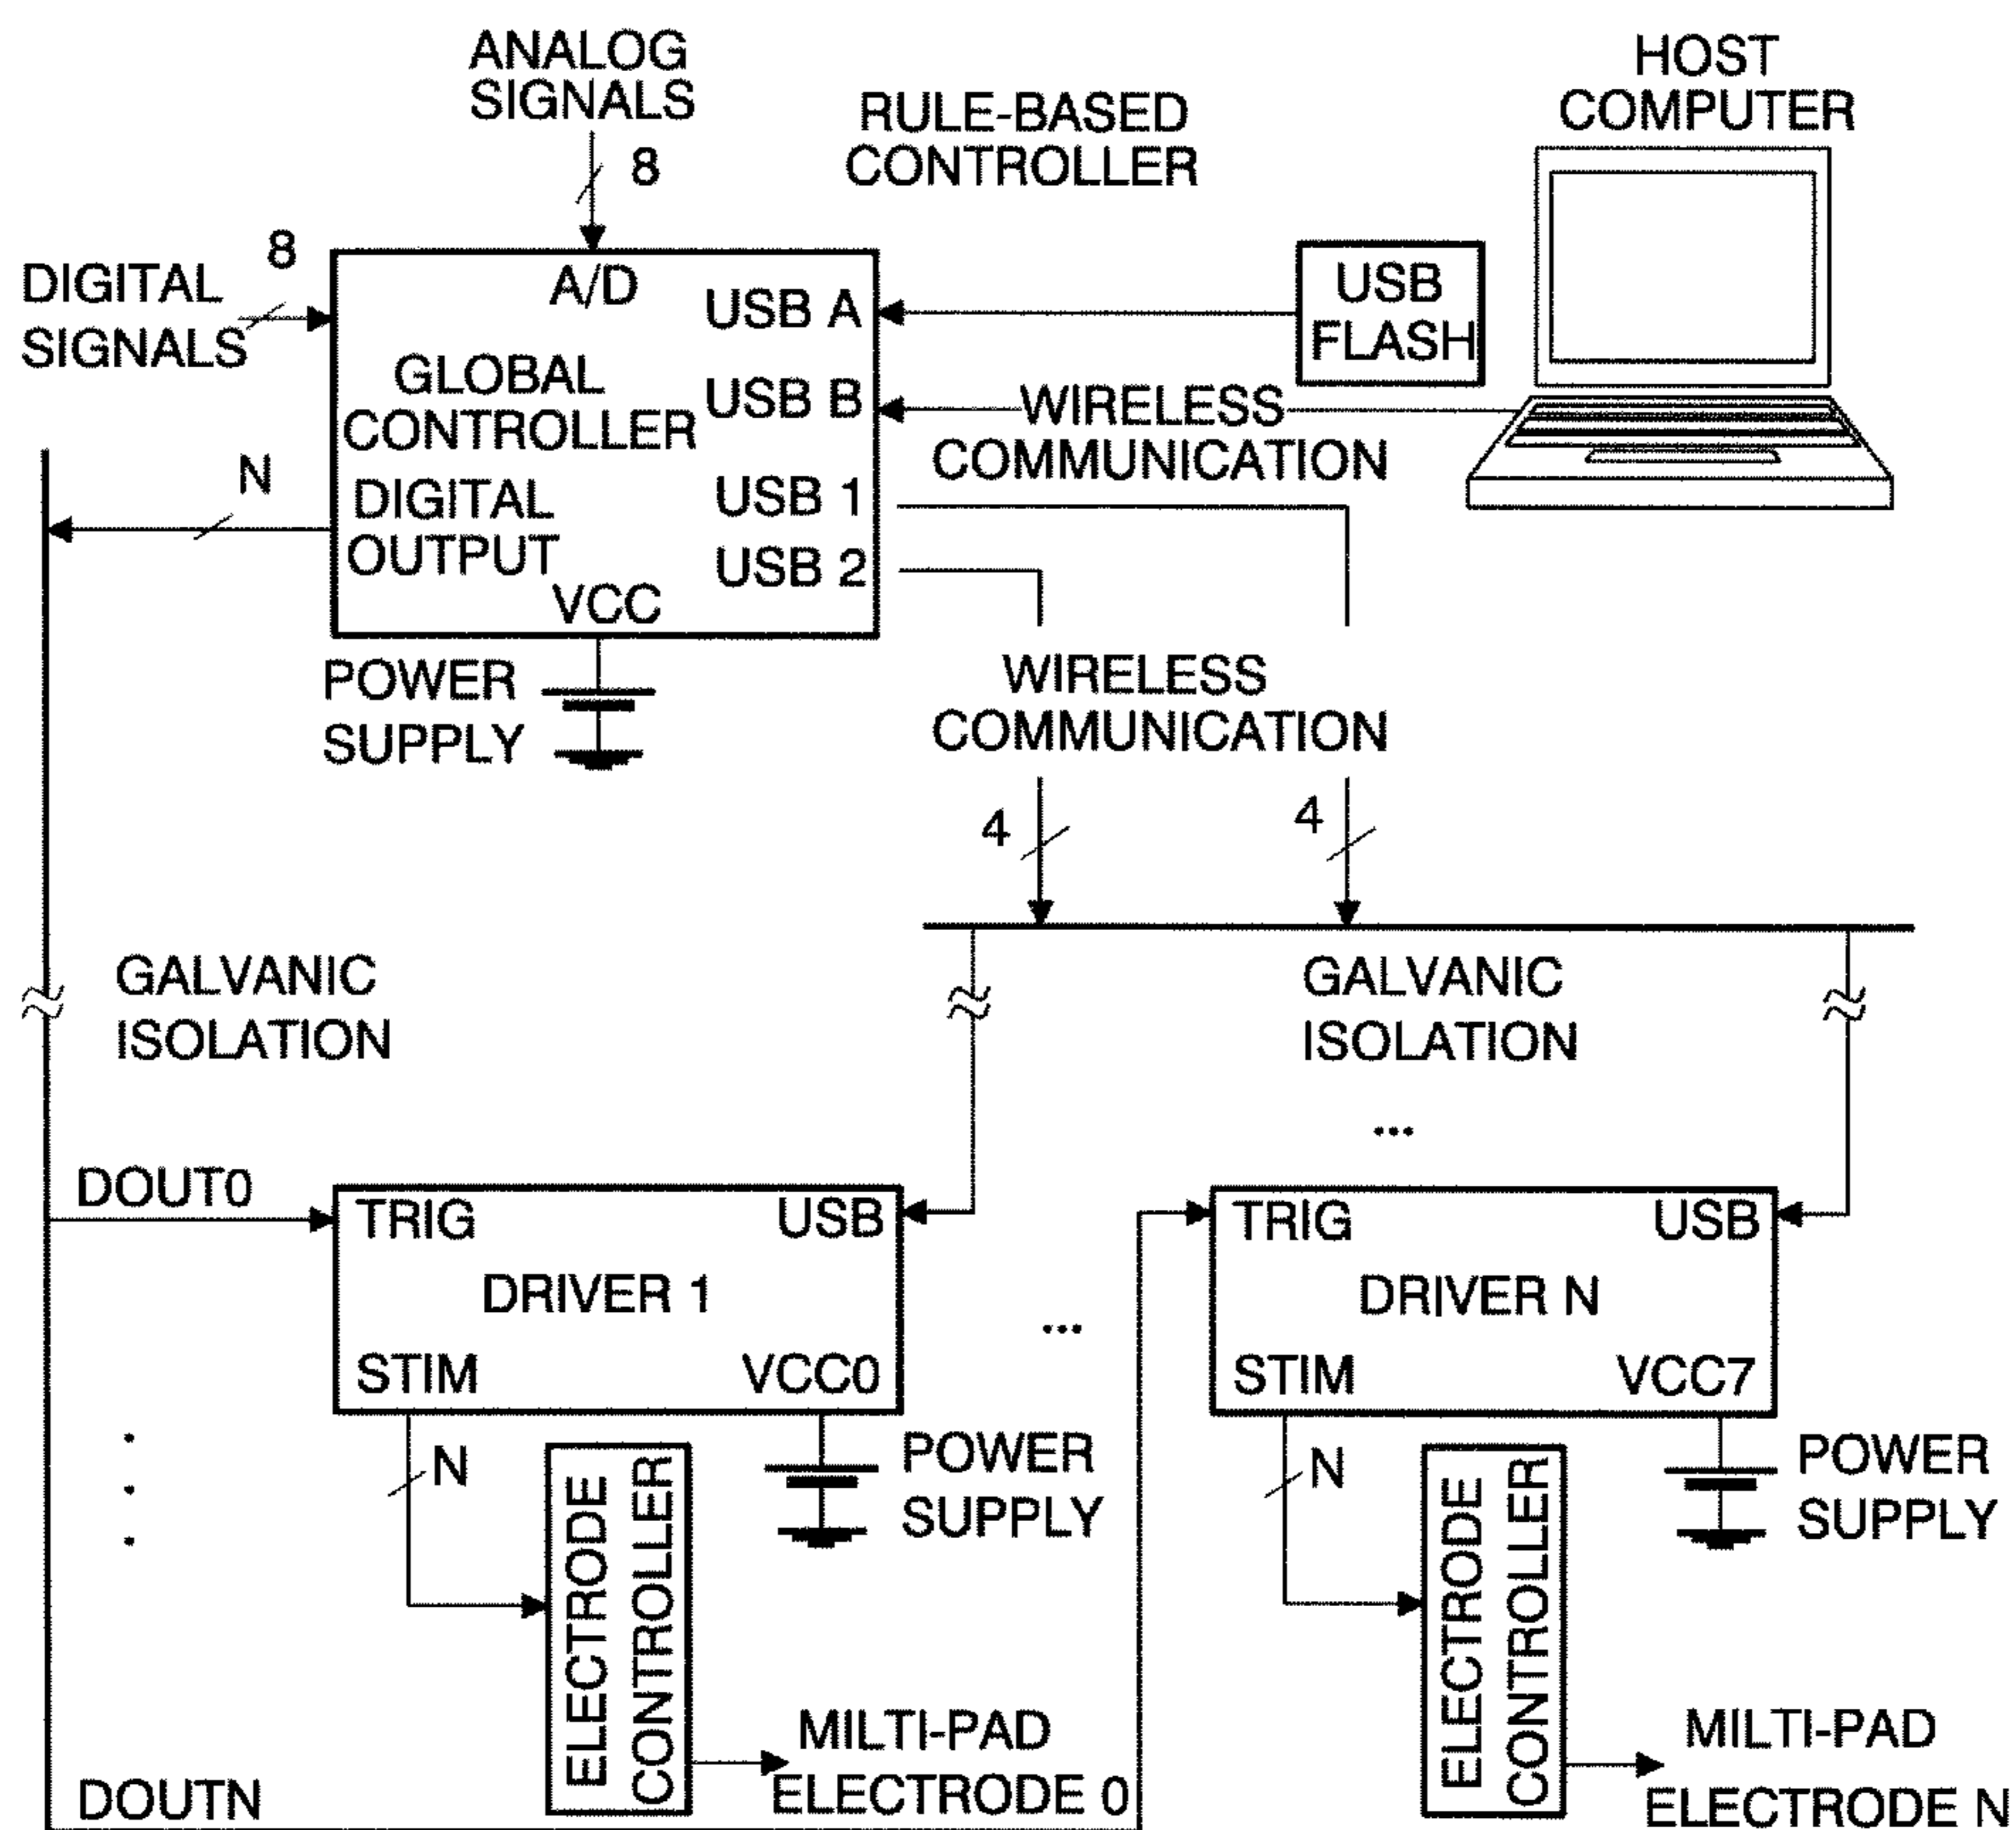 ANALOG
SIGNALS
8
RULE-BASED
CONTROLLER
HOST
COMPUTER
DIGITAL
SIGNALS
8
A/D
USB A
USB
FLASH
GLOBAL
CONTROLLER
USB B
WIRELESS
COMMUNICATION
N
DIGITAL
OUTPUT
USB 1
USB 2
VCC
POWER
SUPPLY
WIRELESS
COMMUNICATION
4
4
GALVANIC
ISOLATION
GALVANIC
ISOLATION
...
DOUT0
TRIG
USB
DRIVER 1
STIM
VCC0
...
TRIG
USB
DRIVER N
STIM
VCC7
N
ELECTRODE
CONTROLLER
POWER
SUPPLY
N
ELECTRODE
CONTROLLER
POWER
SUPPLY
MILTI-PAD
ELECTRODE 0
MILTI-PAD
ELECTRODE N
DOUTN